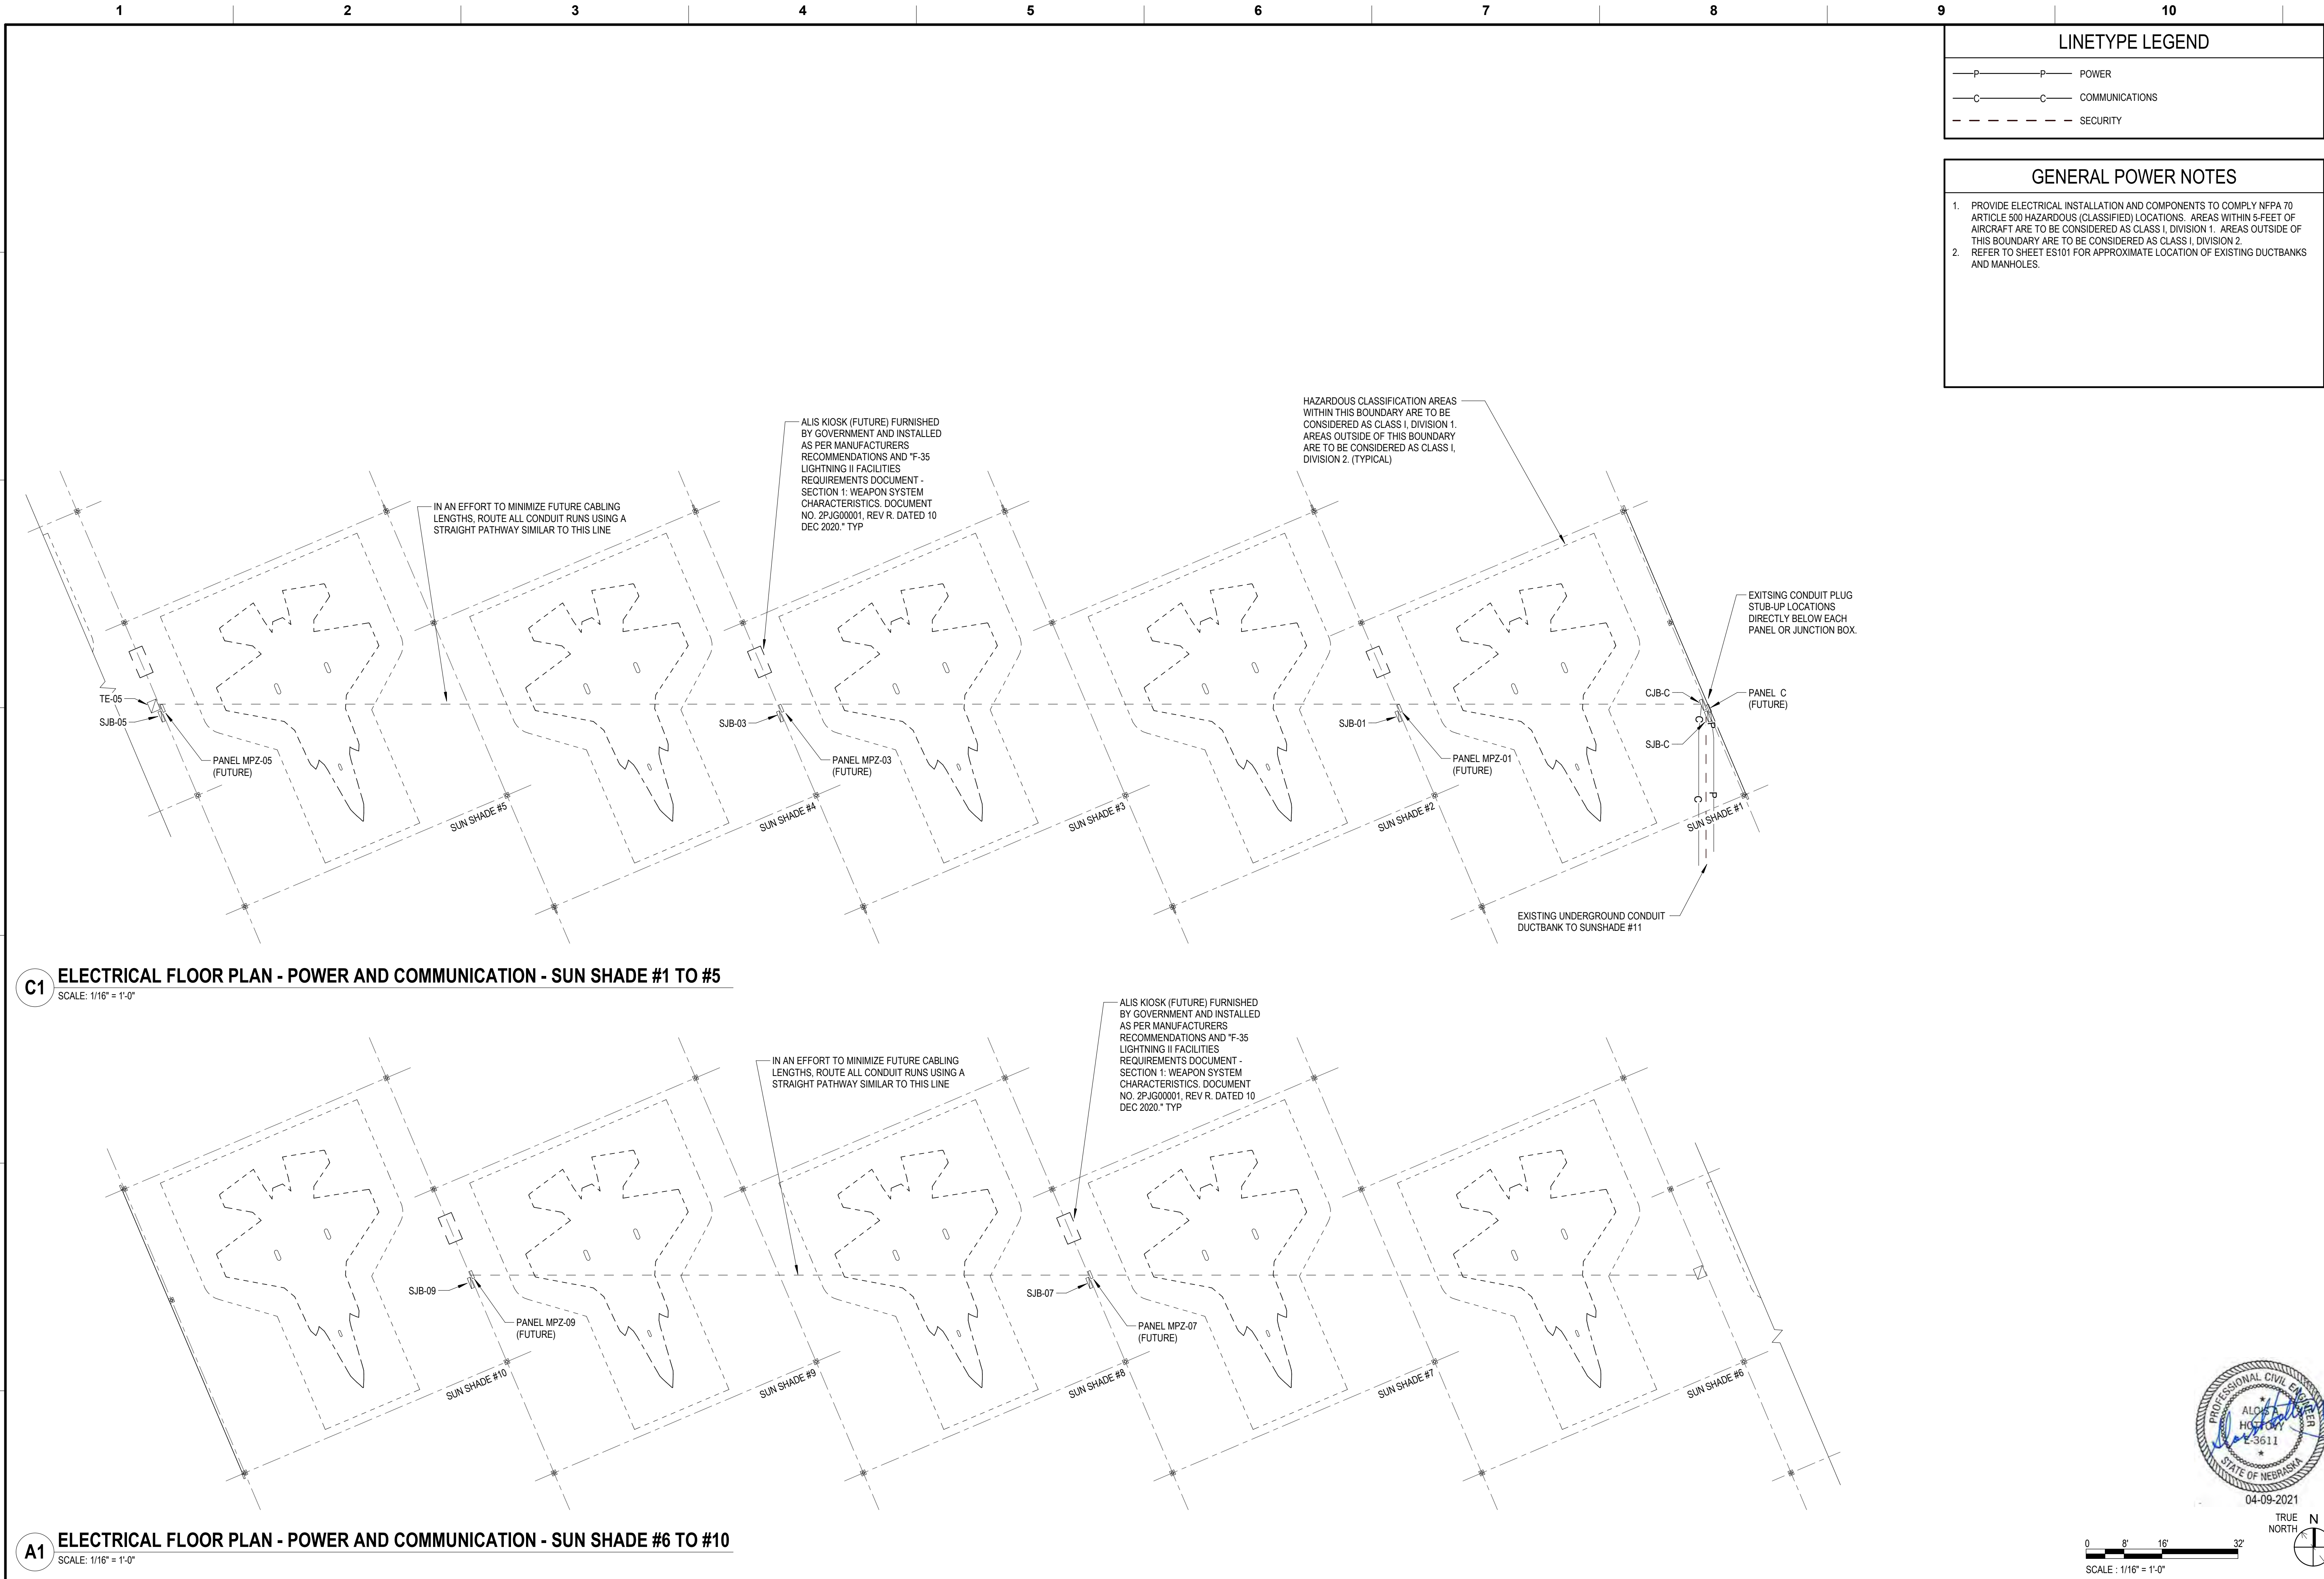 1 2 3 4 5 6 7 8 9 10
LINETYPE LEGEND
P P POWER
C C COMMUNICATIONS
SECURITY
GENERAL POWER NOTES
1. PROVIDE ELECTRICAL INSTALLATION AND COMPONENTS TO COMPLY NFPA 70
ARTICLE 500 HAZARDOUS (CLASSIFIED) LOCATIONS. AREAS WITHIN 5-FEET OF
AIRCRAFT ARE TO BE CONSIDERED AS CLASS I, DIVISION 1. AREAS OUTSIDE OF
THIS BOUNDARY ARE TO BE CONSIDERED AS CLASS I, DIVISION 2.
2. REFER TO SHEET ES101 FOR APPROXIMATE LOCATION OF EXISTING DUCTBANKS
AND MANHOLES.
IN AN EFFORT TO MINIMIZE FUTURE CABLING
LENGTHS, ROUTE ALL CONDUIT RUNS USING A
STRAIGHT PATHWAY SIMILAR TO THIS LINE
ALIS KIOSK (FUTURE) FURNISHED
BY GOVERNMENT AND INSTALLED
AS PER MANUFACTURERS
RECOMMENDATIONS AND "F-35
LIGHTNING II FACILITIES
REQUIREMENTS DOCUMENT -
SECTION 1: WEAPON SYSTEM
CHARACTERISTICS. DOCUMENT
NO. 2PJG00001, REV R. DATED 10
DEC 2020." TYP
HAZARDOUS CLASSIFICATION AREAS
WITHIN THIS BOUNDARY ARE TO BE
CONSIDERED AS CLASS I, DIVISION 1.
AREAS OUTSIDE OF THIS BOUNDARY
ARE TO BE CONSIDERED AS CLASS I,
DIVISION 2. (TYPICAL)
EXITSING CONDUIT PLUG
STUB-UP LOCATIONS
DIRECTLY BELOW EACH
PANEL OR JUNCTION BOX.
TE-05
SJB-05
PANEL MPZ-05
(FUTURE)
SJB-03
PANEL MPZ-03
(FUTURE)
SJB-01
PANEL MPZ-01
(FUTURE)
CJB-C
PANEL C
(FUTURE)
SJB-C
C P
C P
SUN SHADE #5
SUN SHADE #4
SUN SHADE #3
SUN SHADE #2
SUN SHADE #1
EXISTING UNDERGROUND CONDUIT
DUCTBANK TO SUNSHADE #11
C1 ELECTRICAL FLOOR PLAN - POWER AND COMMUNICATION - SUN SHADE #1 TO #5
SCALE: 1/16" = 1'-0"
IN AN EFFORT TO MINIMIZE FUTURE CABLING
LENGTHS, ROUTE ALL CONDUIT RUNS USING A
STRAIGHT PATHWAY SIMILAR TO THIS LINE
ALIS KIOSK (FUTURE) FURNISHED
BY GOVERNMENT AND INSTALLED
AS PER MANUFACTURERS
RECOMMENDATIONS AND "F-35
LIGHTNING II FACILITIES
REQUIREMENTS DOCUMENT -
SECTION 1: WEAPON SYSTEM
CHARACTERISTICS. DOCUMENT
NO. 2PJG00001, REV R. DATED 10
DEC 2020." TYP
SJB-09
PANEL MPZ-09
(FUTURE)
SJB-07
PANEL MPZ-07
(FUTURE)
SUN SHADE #10
SUN SHADE #9
SUN SHADE #8
SUN SHADE #7
SUN SHADE #6
A1 ELECTRICAL FLOOR PLAN - POWER AND COMMUNICATION - SUN SHADE #6 TO #10
SCALE: 1/16" = 1'-0"
PROFESSIONAL CIVIL ENGINEER
ALOIS A.
HOTTOVY
E-3611
STATE OF NEBRASKA
04-09-2021
TRUE
NORTH
N
0 8' 16' 32'
SCALE : 1/16" = 1'-0"